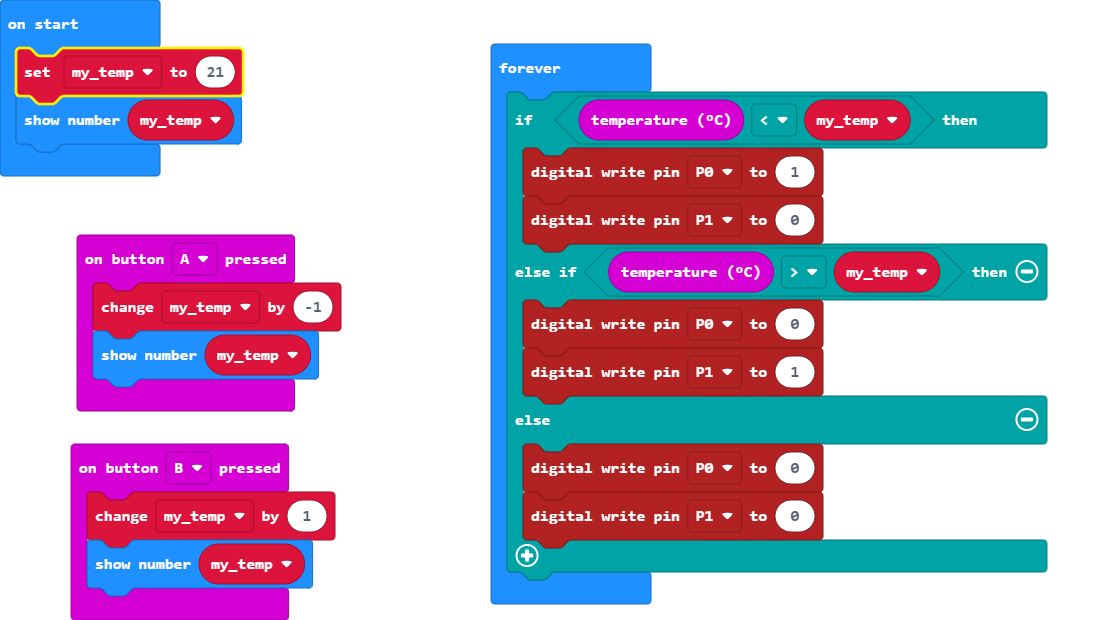 on start
set my_temp to 21
show number my_temp
on button A pressed
change my_temp by -1
show number my_temp
on button B pressed
change my_temp by 1
show number my_temp
forever
if temperature (ºC) < my_temp then
digital write pin P0 to 1
digital write pin P1 to 0
else if temperature (ºC) > my_temp then
digital write pin P0 to 0
digital write pin P1 to 1
else
digital write pin P0 to 0
digital write pin P1 to 0